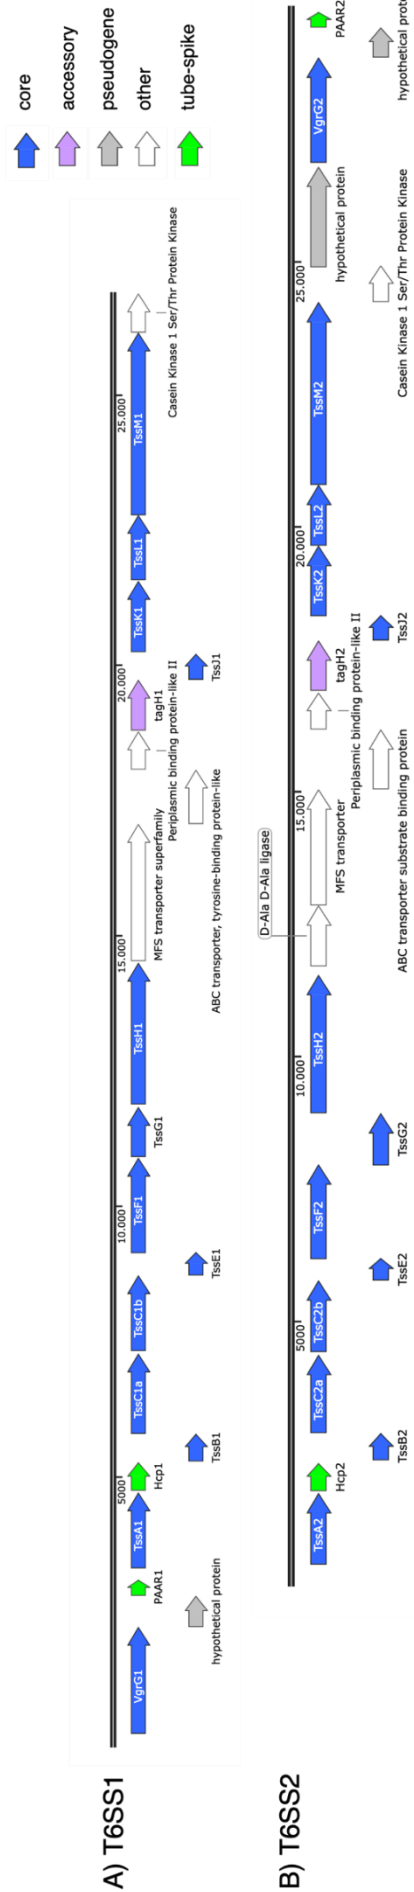 core
accessory
pseudogene
other
tube-spike
A) T6SS1
5000
10.000
15.000
20.000
25.000
VgrG1
PAAR1
TssA1
Hcp1
TssC1a
TssC1b
TssF1
TssG1
TssH1
MFS transporter superfamily
Periplasmic binding protein-like II
tagH1
TssK1
TssL1
TssM1
Casein Kinase 1 Ser/Thr Protein Kinase
hypothetical protein
TssB1
TssE1
ABC transporter, tyrosine-binding protein-like
TssJ1
B) T6SS2
D-Ala D-Ala ligase
5000
10.000
15.000
20.000
25.000
TssA2
Hcp2
TssC2a
TssC2b
TssF2
TssH2
MFS transporter
Periplasmic binding protein-like II
tagH2
TssK2
TssL2
TssM2
hypothetical protein
VgrG2
PAAR2
TssB2
TssE2
TssG2
ABC transporter substrate binding protein
TssJ2
Casein Kinase 1 Ser/Thr Protein Kinase
hypothetical prote